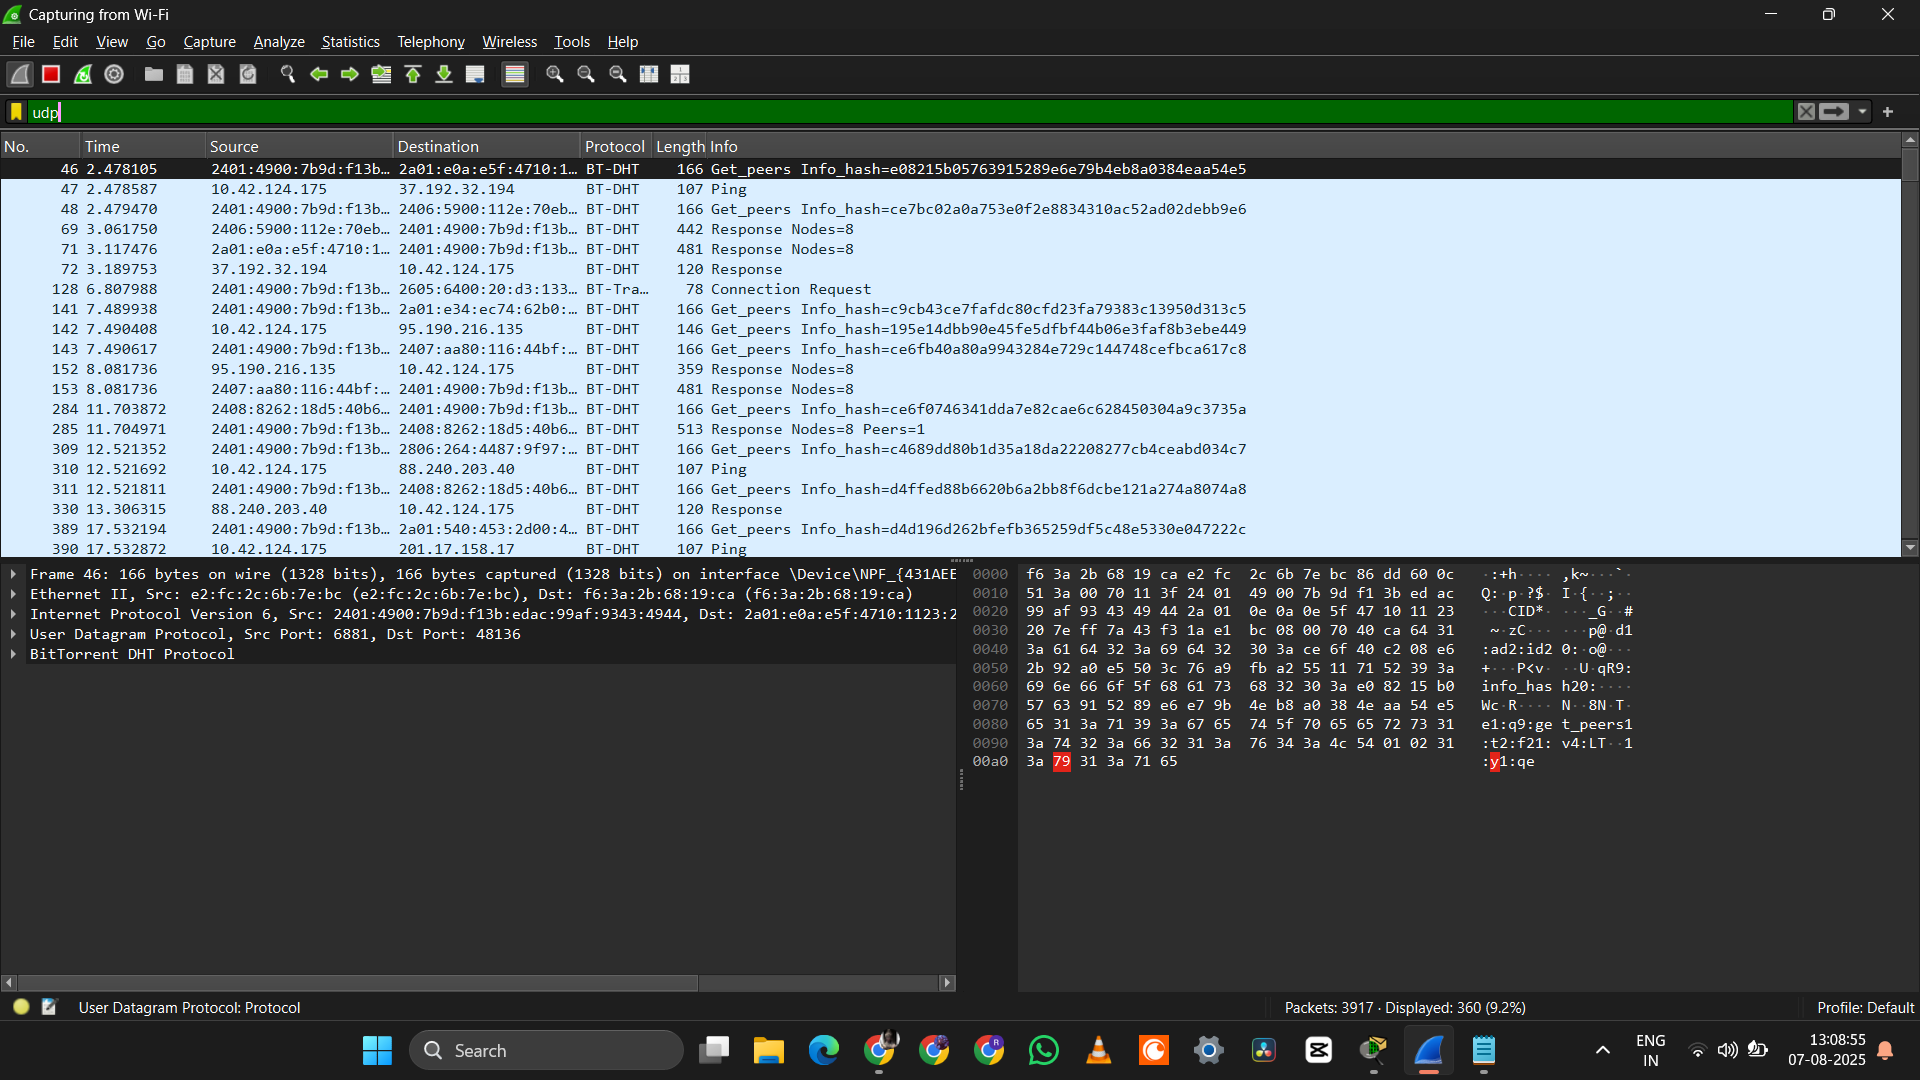 Capturing from Wi-Fi
File Edit View Go Capture Analyze Statistics Telephony Wireless Tools Help
udp
No. Time Source Destination Protocol Length Info
46 2.478105 2401:4900:7b9d:f13b… 2a01:e0a:e5f:4710:1… BT-DHT 166 Get_peers Info_hash=e08215b05763915289e6e79b4eb8a0384eaa54e5
47 2.478587 10.42.124.175 37.192.32.194 BT-DHT 107 Ping
48 2.479470 2401:4900:7b9d:f13b… 2406:5900:112e:70eb… BT-DHT 166 Get_peers Info_hash=ce7bc02a0a753e0f2e8834310ac52ad02debb9e6
69 3.061750 2406:5900:112e:70eb… 2401:4900:7b9d:f13b… BT-DHT 442 Response Nodes=8
71 3.117476 2a01:e0a:e5f:4710:1… 2401:4900:7b9d:f13b… BT-DHT 481 Response Nodes=8
72 3.189753 37.192.32.194 10.42.124.175 BT-DHT 120 Response
128 6.807988 2401:4900:7b9d:f13b… 2605:6400:20:d3:133… BT-Tra… 78 Connection Request
141 7.489938 2401:4900:7b9d:f13b… 2a01:e34:ec74:62b0:… BT-DHT 166 Get_peers Info_hash=c9cb43ce7fafdc80cfd23fa79383c13950d313c5
142 7.490408 10.42.124.175 95.190.216.135 BT-DHT 146 Get_peers Info_hash=195e14dbb90e45fe5dfbf44b06e3faf8b3ebe449
143 7.490617 2401:4900:7b9d:f13b… 2407:aa80:116:44bf:… BT-DHT 166 Get_peers Info_hash=ce6fb40a80a9943284e729c144748cefbca617c8
152 8.081736 95.190.216.135 10.42.124.175 BT-DHT 359 Response Nodes=8
153 8.081736 2407:aa80:116:44bf:… 2401:4900:7b9d:f13b… BT-DHT 481 Response Nodes=8
284 11.703872 2408:8262:18d5:40b6… 2401:4900:7b9d:f13b… BT-DHT 166 Get_peers Info_hash=ce6f0746341dda7e82cae6c628450304a9c3735a
285 11.704971 2401:4900:7b9d:f13b… 2408:8262:18d5:40b6… BT-DHT 513 Response Nodes=8 Peers=1
309 12.521352 2401:4900:7b9d:f13b… 2806:264:4487:9f97:… BT-DHT 166 Get_peers Info_hash=c4689dd80b1d35a18da22208277cb4ceabd034c7
310 12.521692 10.42.124.175 88.240.203.40 BT-DHT 107 Ping
311 12.521811 2401:4900:7b9d:f13b… 2408:8262:18d5:40b6… BT-DHT 166 Get_peers Info_hash=d4ffed88b6620b6a2bb8f6dcbe121a274a8074a8
330 13.306315 88.240.203.40 10.42.124.175 BT-DHT 120 Response
389 17.532194 2401:4900:7b9d:f13b… 2a01:540:453:2d00:4… BT-DHT 166 Get_peers Info_hash=d4d196d262bfefb365259df5c48e5330e047222c
390 17.532872 10.42.124.175 201.17.158.17 BT-DHT 107 Ping
Frame 46: 166 bytes on wire (1328 bits), 166 bytes captured (1328 bits) on interface \Device\NPF_{431AEE
Ethernet II, Src: e2:fc:2c:6b:7e:bc (e2:fc:2c:6b:7e:bc), Dst: f6:3a:2b:68:19:ca (f6:3a:2b:68:19:ca)
Internet Protocol Version 6, Src: 2401:4900:7b9d:f13b:edac:99af:9343:4944, Dst: 2a01:e0a:e5f:4710:1123:2
User Datagram Protocol, Src Port: 6881, Dst Port: 48136
BitTorrent DHT Protocol
0000 f6 3a 2b 68 19 ca e2 fc 2c 6b 7e bc 86 dd 60 0c ·:+h···· ,k~···`·
0010 51 3a 00 70 11 3f 24 01 49 00 7b 9d f1 3b ed ac Q:·p·?$· I·{··;··
0020 99 af 93 43 49 44 2a 01 0e 0a 0e 5f 47 10 11 23 ···CID*· ···_G··#
0030 20 7e ff 7a 43 f3 1a e1 bc 08 00 70 40 ca 64 31 ~·zC··· ···p@·d1
0040 3a 61 64 32 3a 69 64 32 30 3a ce 6f 40 c2 08 e6 :ad2:id2 0:·o@···
0050 2b 92 a0 e5 50 3c 76 a9 fb a2 55 11 71 52 39 3a +···P<v· ··U·qR9:
0060 69 6e 66 6f 5f 68 61 73 68 32 30 3a e0 82 15 b0 info_has h20:····
0070 57 63 91 52 89 e6 e7 9b 4e b8 a0 38 4e aa 54 e5 Wc·R···· N··8N·T·
0080 65 31 3a 71 39 3a 67 65 74 5f 70 65 65 72 73 31 e1:q9:ge t_peers1
0090 3a 74 32 3a 66 32 31 3a 76 34 3a 4c 54 01 02 31 :t2:f21: v4:LT··1
00a0 3a 79 31 3a 71 65 :y1:qe
User Datagram Protocol: Protocol
Packets: 3917 · Displayed: 360 (9.2%)
Profile: Default
Search
ENG
IN
13:08:55
07-08-2025